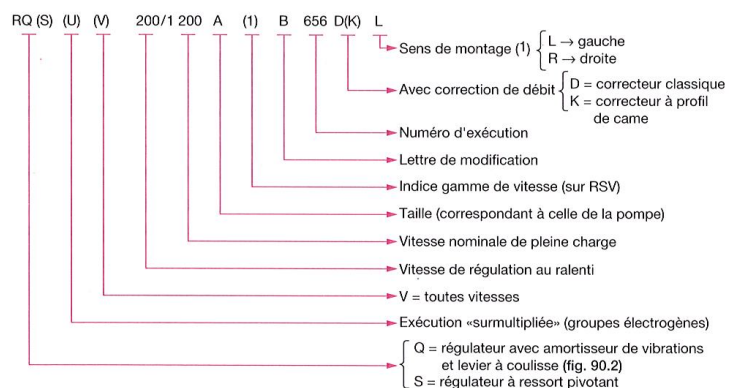 RQ (S) (U) (V) 200/1 200 A (1) B 656 D(K) L
Sens de montage (1) { L → gauche
R → droite
Avec correction de débit { D = correcteur classique
K = correcteur à profil
de came
Numéro d'exécution
Lettre de modification
Indice gamme de vitesse (sur RSV)
Taille (correspondant à celle de la pompe)
Vitesse nominale de pleine charge
Vitesse de régulation au ralenti
V = toutes vitesses
Exécution «surmultipliée» (groupes électrogènes)
{ Q = régulateur avec amortisseur de vibrations
et levier à coulisse (fig. 90.2)
S = régulateur à ressort pivotant